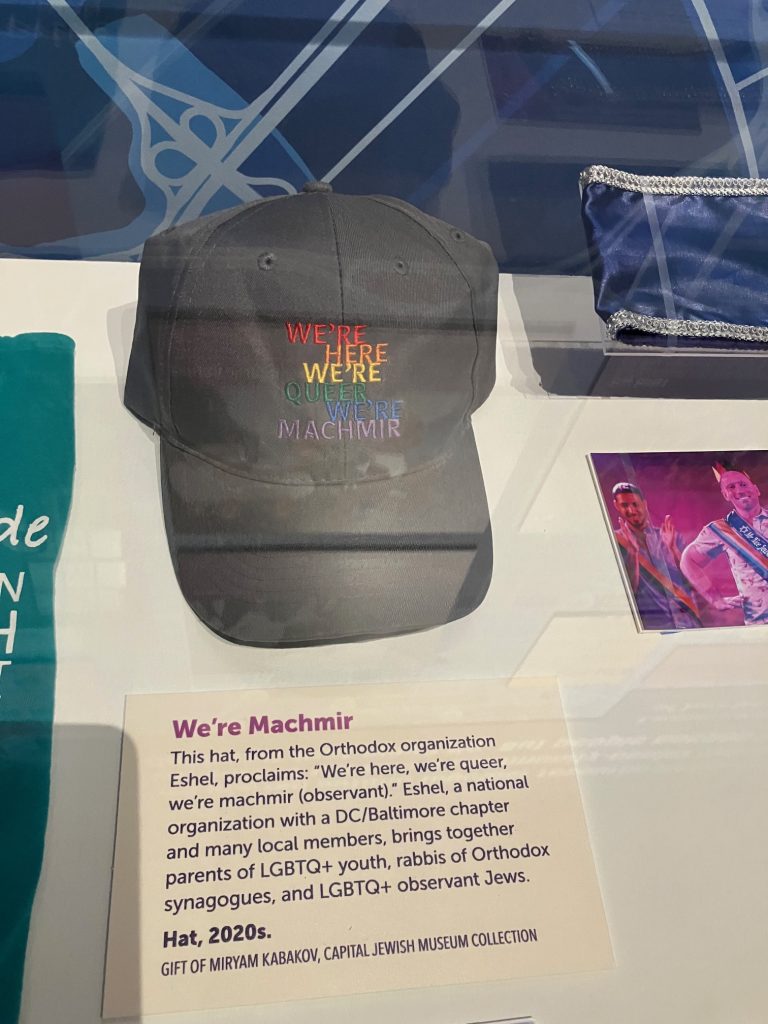 WE'RE
HERE
WE'RE
QUEER
WE'RE
MACHMIR
de
N
H
We're Machmir
This hat, from the Orthodox organization
Eshel, proclaims: “We're here, we're queer,
we're machmir (observant).” Eshel, a national
organization with a DC/Baltimore chapter
and many local members, brings together
parents of LGBTQ+ youth, rabbis of Orthodox
synagogues, and LGBTQ+ observant Jews.
Hat, 2020s.
GIFT OF MIRYAM KABAKOV, CAPITAL JEWISH MUSEUM COLLECTION